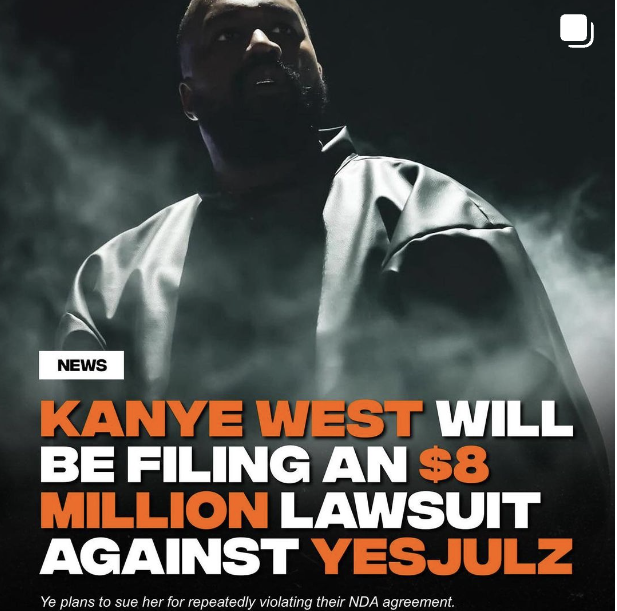 NEWS
KANYE WEST WILL
BE FILING AN $8
MILLION LAWSUIT
AGAINST YESJULZ
Ye plans to sue her for repeatedly violating their NDA agreement.